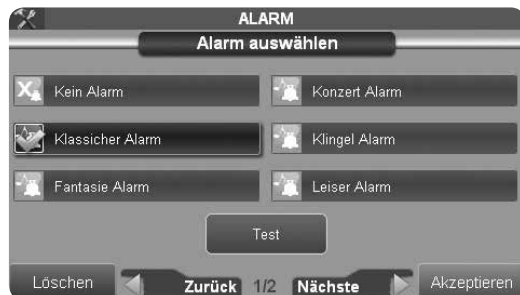 ALARM
Alarm auswählen
Kein Alarm
Konzert Alarm
Klassicher Alarm
Klingel Alarm
Fantasie Alarm
Leiser Alarm
Test
Löschen
Zurück 1/2 Nächste
Akzeptieren